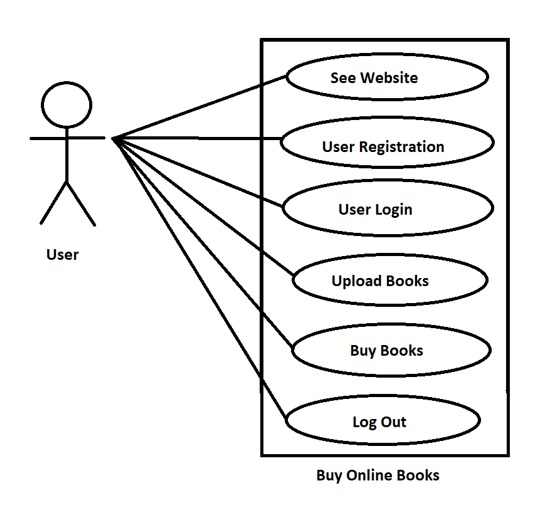 See Website
User Registration
User Login
User
Upload Books
Buy Books
Log Out
Buy Online Books